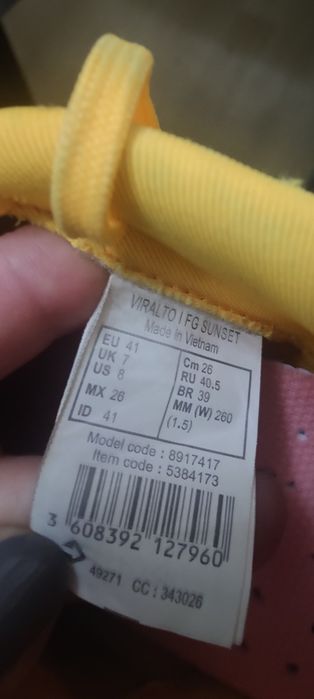 VIRALTO I FG SUNSET
Made in Vietnam
EU 41
UK 7
US 8
MX 26
ID 41
Cm 26
RU 40.5
BR 39
MM (W) 260
(1.5)
Model code : 8917417
Item code : 5384173
3 608392 127960
49271 CC : 343026